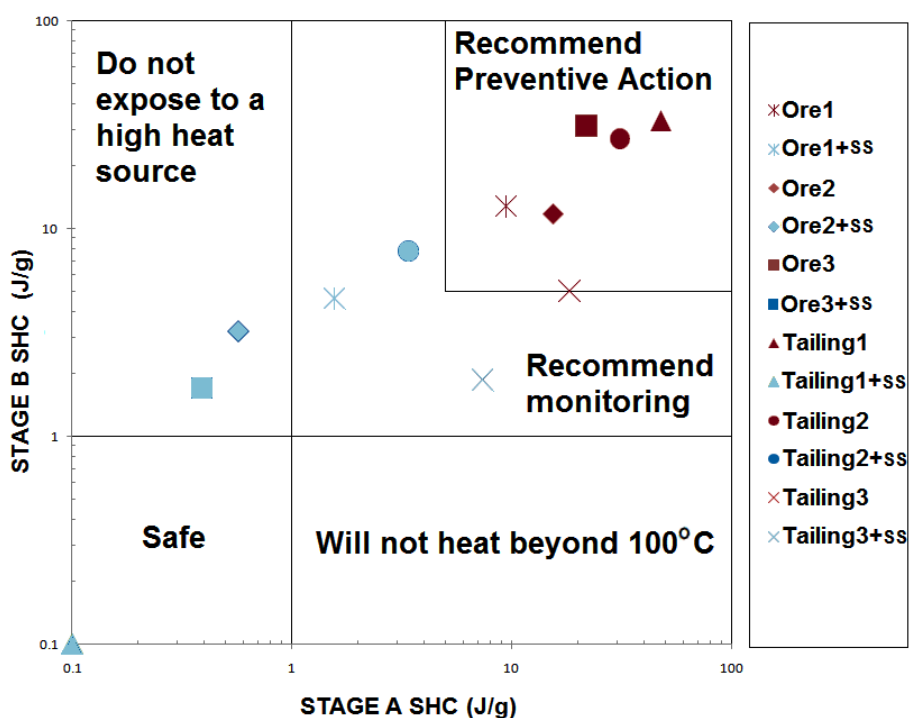 100
10
1
0.1
STAGE B SHC (J/g)
Do not
expose to a
high heat
source
Recommend
Preventive Action
Recommend
monitoring
Safe
Will not heat beyond 100°C
0.1
1
10
100
STAGE A SHC (J/g)
Ore1
Ore1+ss
Ore2
Ore2+ss
Ore3
Ore3+ss
Tailing1
Tailing1+ss
Tailing2
Tailing2+ss
Tailing3
Tailing3+ss